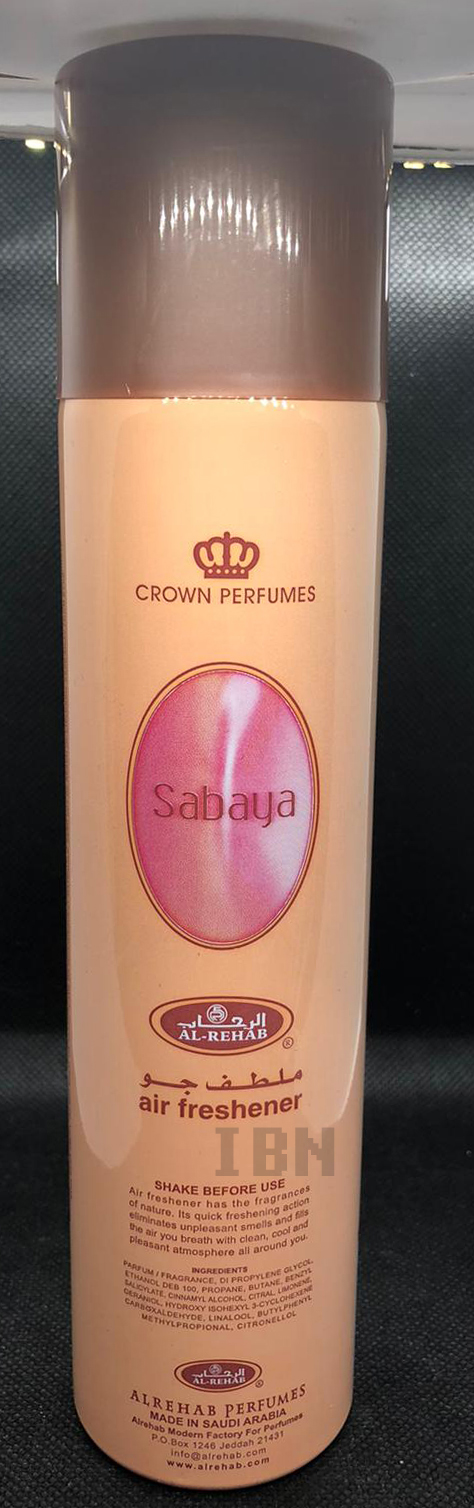 CROWN PERFUMES
Sabaya
الرحاب
AL-REHAB
®
ملطف جو
air freshener
IBN
SHAKE BEFORE USE
Air freshener has the fragrances
of nature. Its quick freshening action
eliminates unpleasant smells and fills
the air you breath with clean, cool and
pleasant atmosphere all around you.
INGREDIENTS
PARFUM / FRAGRANCE, DI PROPYLENE GLYCOL,
ETHANOL DEB 100, PROPANE, BUTANE, BENZYL
SALICYLATE, CINNAMYL ALCOHOL, CITRAL, LIMONENE,
GERANIOL, HYDROXY ISOHEXYL 3-CYCLOHEXENE
CARBOXALDEHYDE, LINALOOL, BUTYLPHENYL
METHYLPROPIONAL, CITRONELLOL
الرحاب
AL-REHAB
®
ALREHAB PERFUMES
MADE IN SAUDI ARABIA
Alrehab Modern Factory For Perfumes
P.O.Box 1246 Jeddah 21431
info@alrehab.com
www.alrehab.com